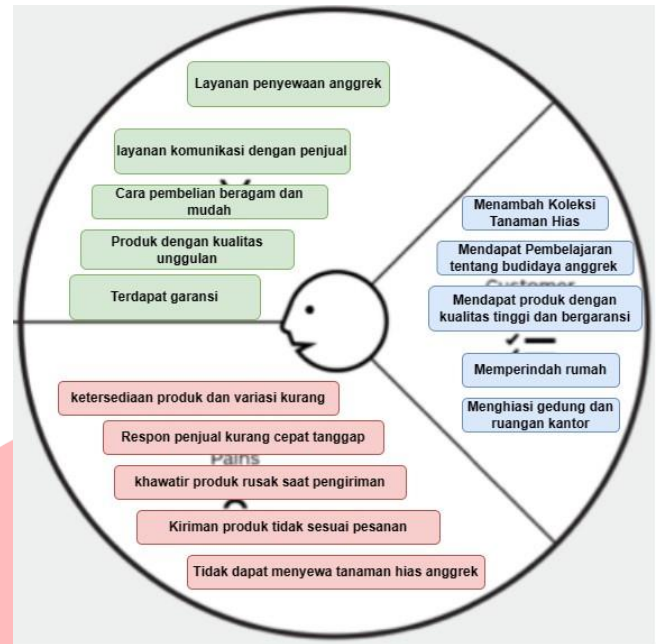 Layanan penyewaan anggrek
layanan komunikasi dengan penjual
Cara pembelian beragam dan
mudah
Produk dengan kualitas
unggulan
Terdapat garansi
Menambah Koleksi
Tanaman Hias
Mendapat Pembelajaran
tentang budidaya anggrek
Customer
Mendapat produk dengan
kualitas tinggi dan bergaransi
Memperindah rumah
Menghiasi gedung dan
ruangan kantor
ketersediaan produk dan variasi kurang
Respon penjual kurang cepat tanggap
Pains
khawatir produk rusak saat pengiriman
Kiriman produk tidak sesuai pesanan
Tidak dapat menyewa tanaman hias anggrek